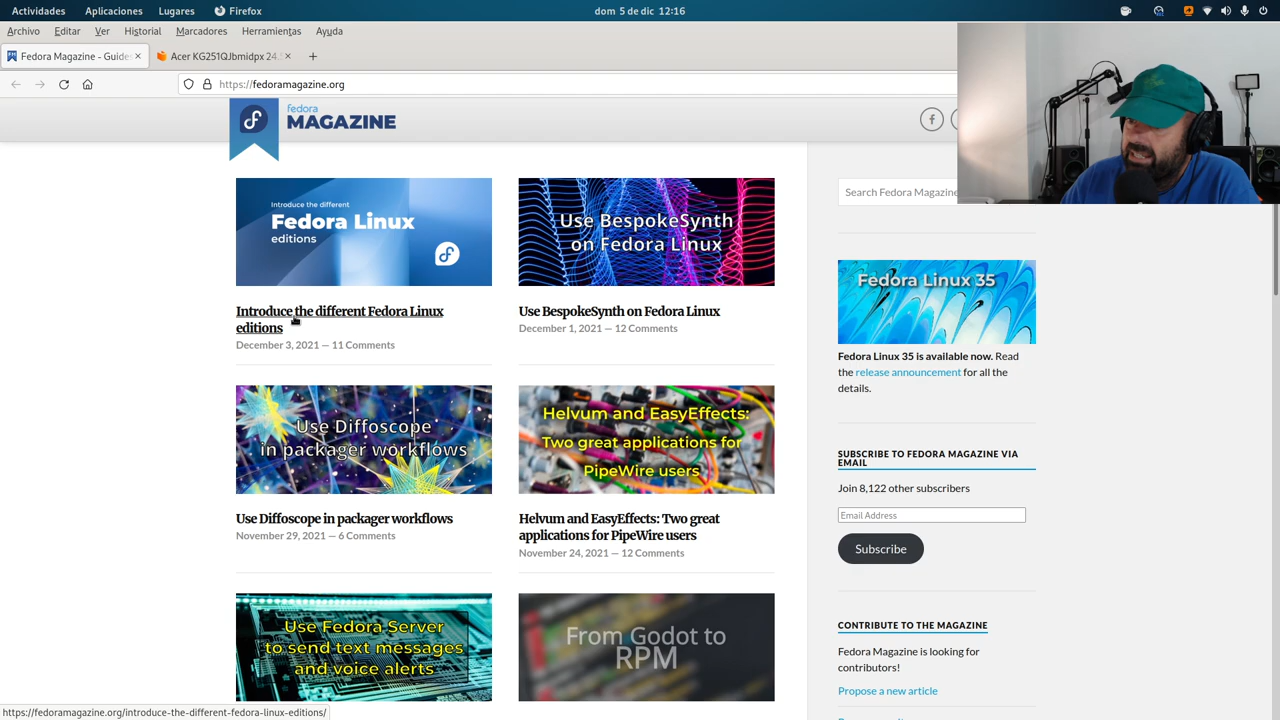 Actividades Aplicaciones Firefox dom 5 de dic 12:16
Archivo Editar Ver Historial Marcadores Herramientas Ayuda
Fedora Magazine - Guide
Acer KG251QJbmidpx 24.
https://fedoramagazine.org
fedora
MAGAZINE
Introduce the different
Fedora Linux
editions
Introduce the different Fedora Linux
editions
December 3, 2021 — 11 Comments
Use BespokeSynth
on Fedora Linux
Use BespokeSynth on Fedora Linux
December 1, 2021 — 12 Comments
Use Diffoscope
in packager workflows
Use Diffoscope in packager workflows
November 29, 2021 — 6 Comments
Helvum and EasyEffects:
Two great applications for
PipeWire users
Helvum and EasyEffects: Two great
applications for PipeWire users
November 24, 2021 — 12 Comments
Use Fedora Server
to send text messages
and voice alerts
From Godot to
RPM
Search Fedora Magazine
Fedora Linux 35
Fedora Linux 35 is available now. Read
the release announcement for all the
details.
SUBSCRIBE TO FEDORA MAGAZINE VIA
EMAIL
Join 8,122 other subscribers
Email Address
Subscribe
CONTRIBUTE TO THE MAGAZINE
Fedora Magazine is looking for
contributors!
Propose a new article
https://fedoramagazine.org/introduce-the-different-fedora-linux-editions/